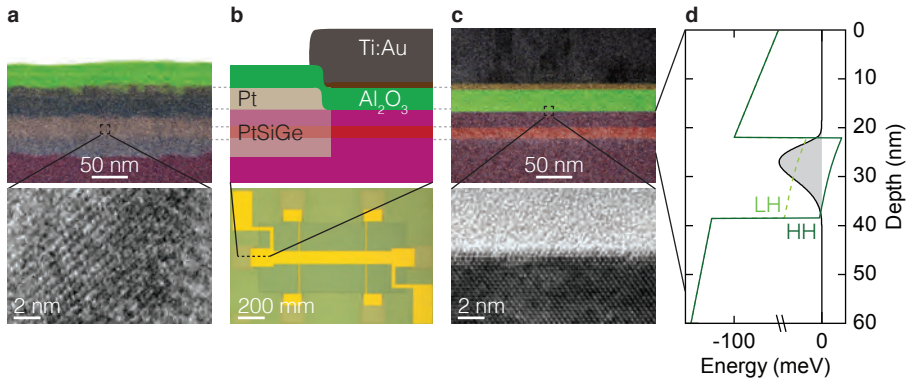 a
50 nm
2 nm
b
Ti:Au
Pt
Al2O3
PtSiGe
200 mm
c
50 nm
2 nm
d
0
10
20
30
40
50
60
Depth (nm)
LH
HH
-100
0
Energy (meV)